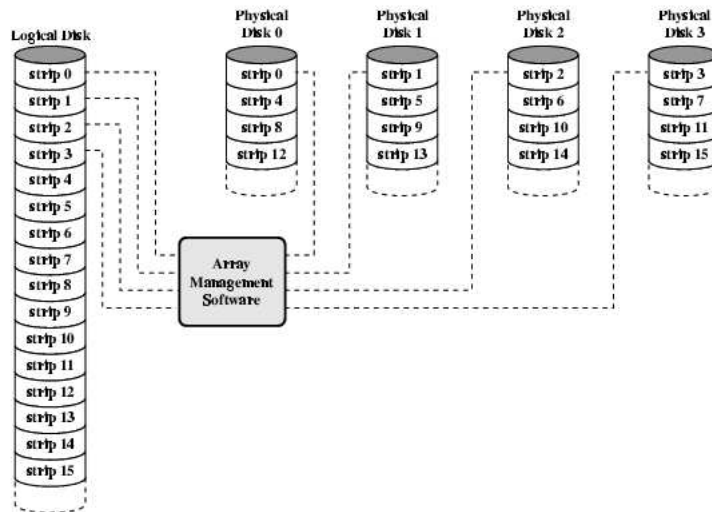 Logical Disk
strip 0
strip 1
strip 2
strip 3
strip 4
strip 5
strip 6
strip 7
strip 8
strip 9
strip 10
strip 11
strip 12
strip 13
strip 14
strip 15
Physical
Disk 0
strip 0
strip 4
strip 8
strip 12
Physical
Disk 1
strip 1
strip 5
strip 9
strip 13
Physical
Disk 2
strip 2
strip 6
strip 10
strip 14
Physical
Disk 3
strip 3
strip 7
strip 11
strip 15
Array
Management
Software